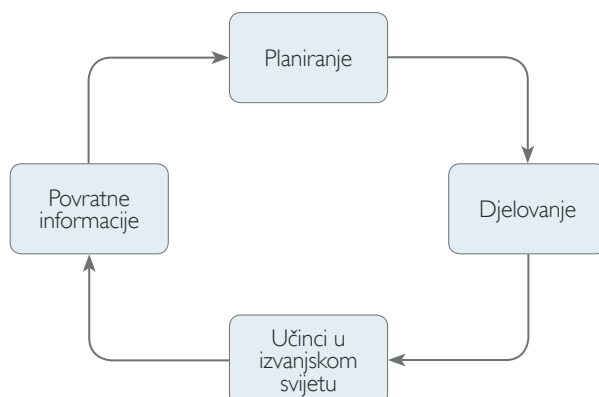 Planiranje
Povratne
informacije
Djelovanje
Učinci u
izvanjskom
svijetu